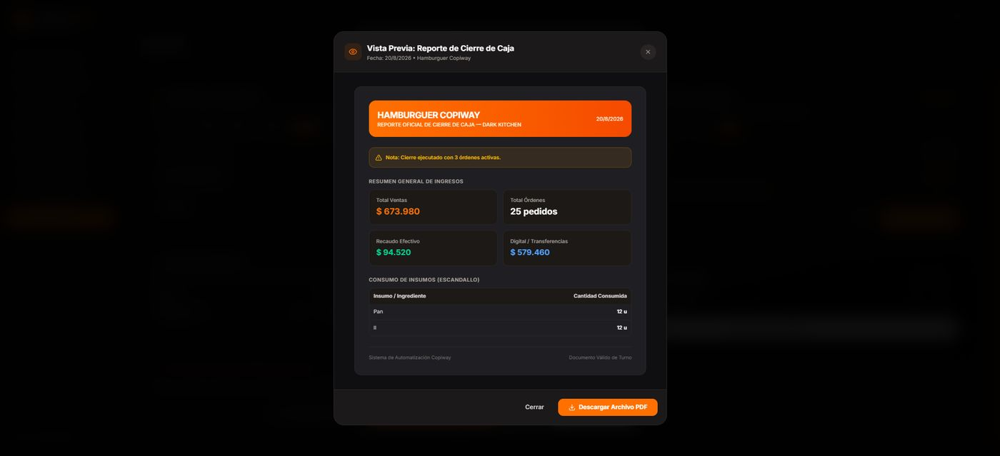 Vista Previa: Reporte de Cierre de Caja
Fecha: 20/8/2026 • Hamburguer Copiway
HAMBURGUER COPIWAY
REPORTE OFICIAL DE CIERRE DE CAJA — DARK KITCHEN
20/8/2026
Nota: Cierre ejecutado con 3 órdenes activas.
RESUMEN GENERAL DE INGRESOS
Total Ventas
$ 673.980
Total Órdenes
25 pedidos
Recaudo Efectivo
$ 94.520
Digital / Transferencias
$ 579.460
CONSUMO DE INSUMOS (ESCANDALLO)
Insumo / Ingrediente Cantidad Consumida
Pan 12 u
ll 12 u
Sistema de Automatización Copiway Documento Válido de Turno
Cerrar
Descargar Archivo PDF